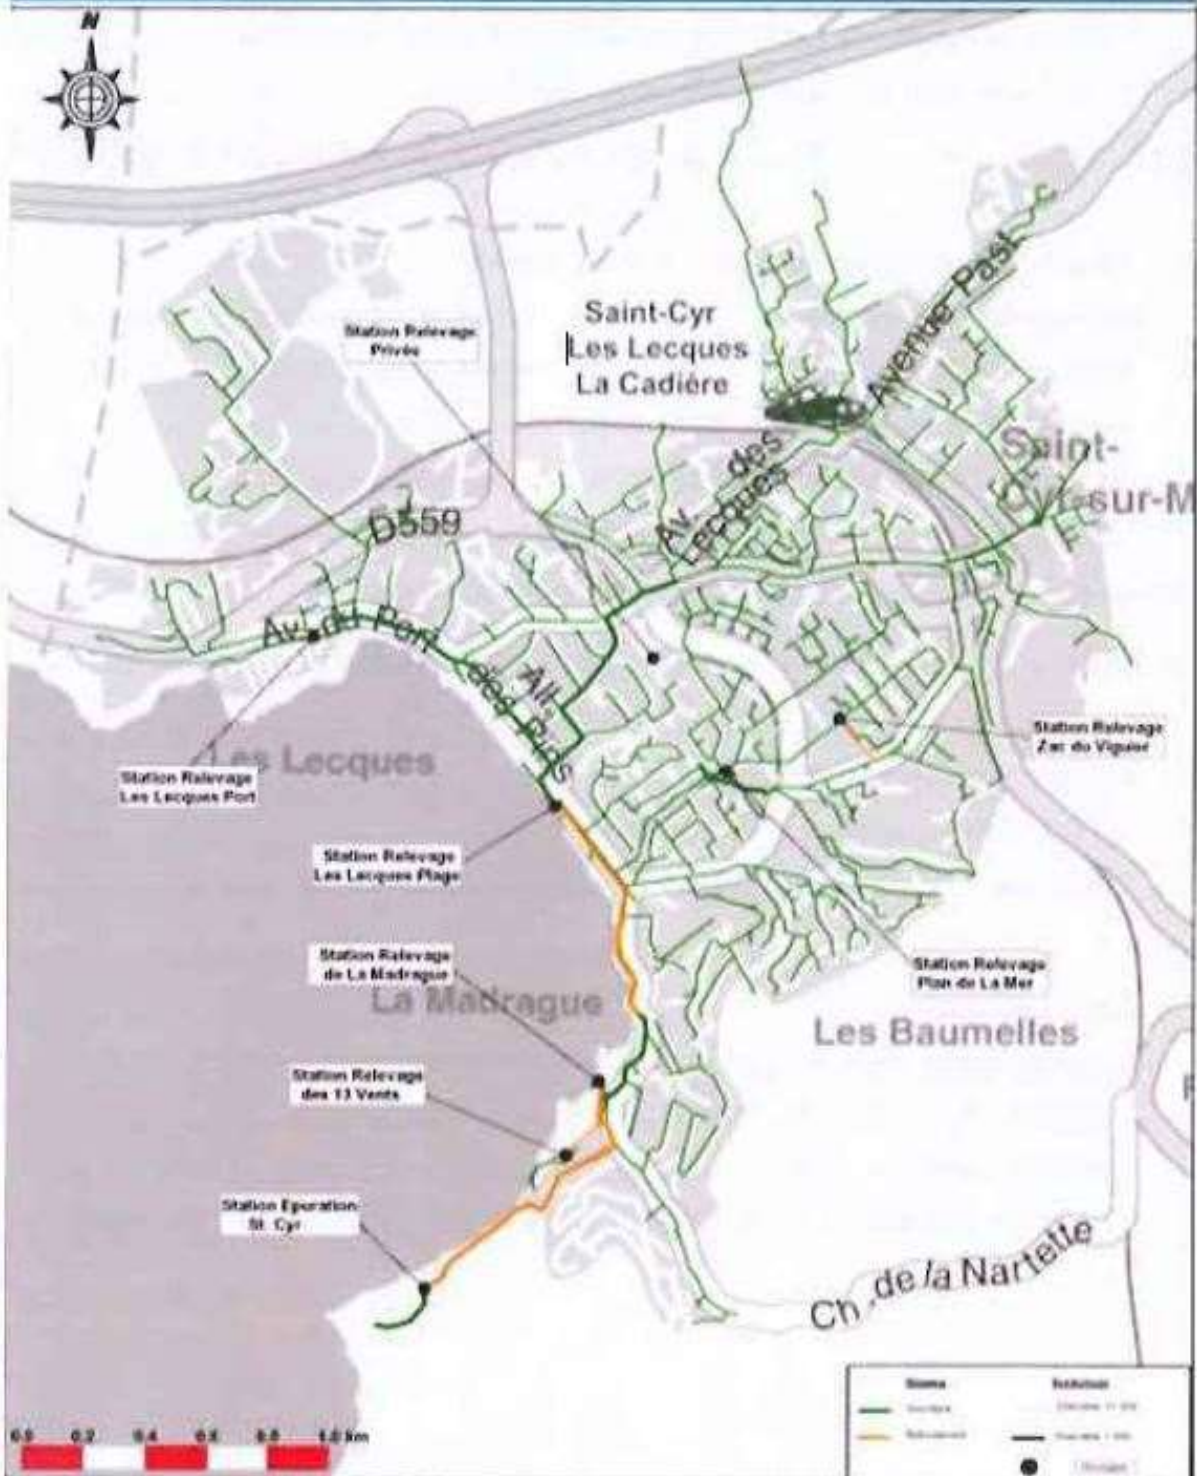 N
Saint-Cyr
Les Lecques
La Cadière
Station Relevage
Privée
Avenue Past
Av. des
Lecques
Saint-
Cyr-sur-M
D559
Av. du Port
All.
des Pins
Station Relevage
Zac du Viguier
Les Lecques
Station Relevage
Les Lecques Port
Station Relevage
Les Lecques Plage
Station Relevage
de La Madrague
La Madrague
Station Relevage
Plan de La Mer
Les Baumelles
Station Relevage
des 13 Vents
Station Epuration
St. Cyr
Ch. de la Nartette
0.0 0.2 0.4 0.6 0.8 1.0 km